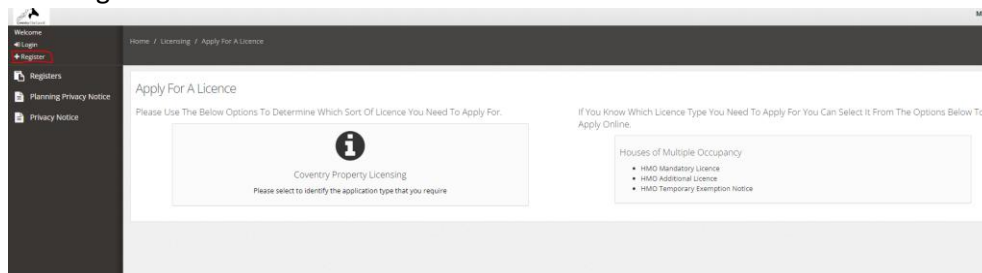 Welcome
Login
+ Register
Registers
Planning Privacy Notice
Privacy Notice
Home / Licensing / Apply For A Licence
Apply For A Licence
Please Use The Below Options To Determine Which Sort Of Licence You Need To Apply For.
Coventry Property Licensing
Please select to identify the application type that you require
If You Know Which Licence Type You Need To Apply For You Can Select It From The Options Below To
Apply Online.
Houses of Multiple Occupancy
• HMO Mandatory Licence
• HMO Additional Licence
• HMO Temporary Exemption Notice